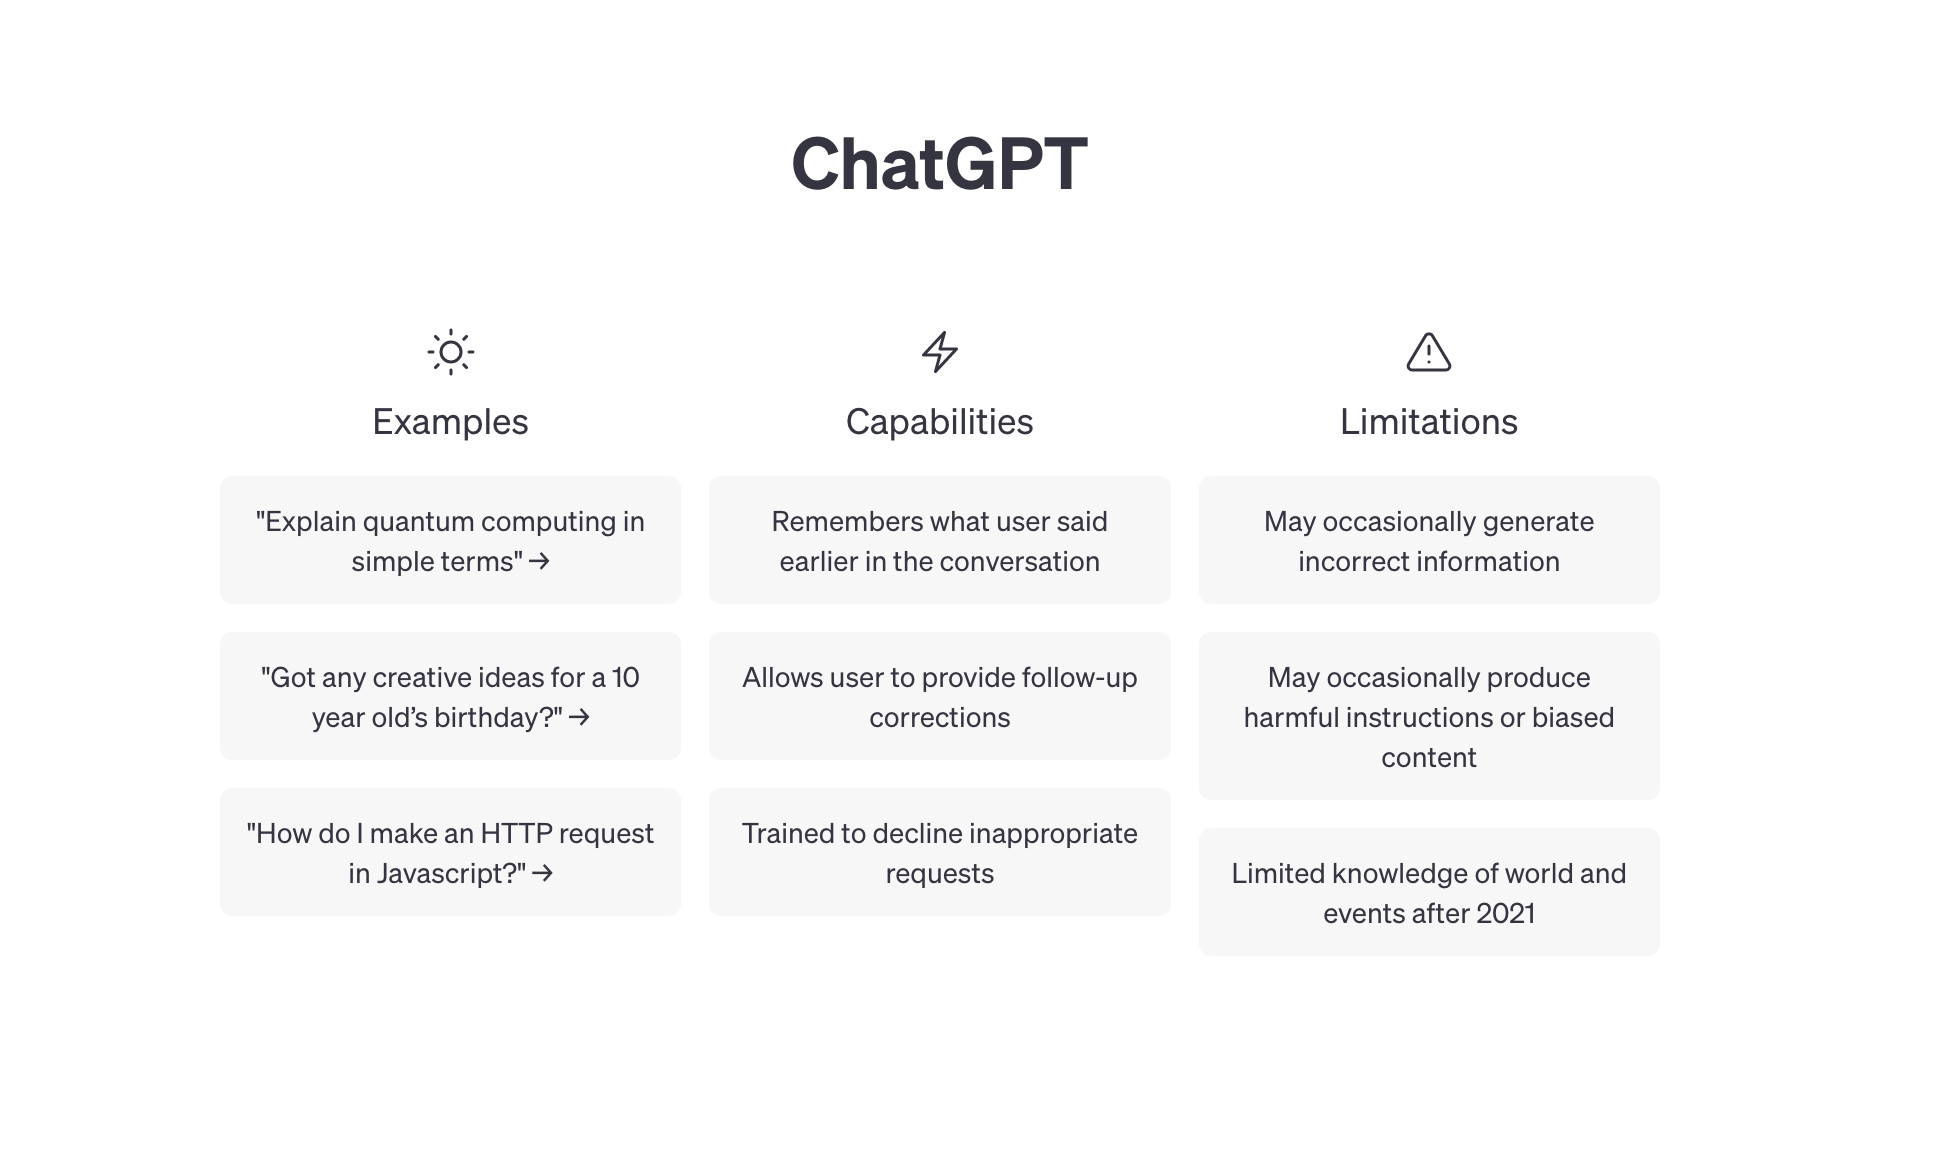 ChatGPT
Examples
"Explain quantum computing in
simple terms" →
"Got any creative ideas for a 10
year old’s birthday?" →
"How do I make an HTTP request
in Javascript?" →
Capabilities
Remembers what user said
earlier in the conversation
Allows user to provide follow-up
corrections
Trained to decline inappropriate
requests
Limitations
May occasionally generate
incorrect information
May occasionally produce
harmful instructions or biased
content
Limited knowledge of world and
events after 2021